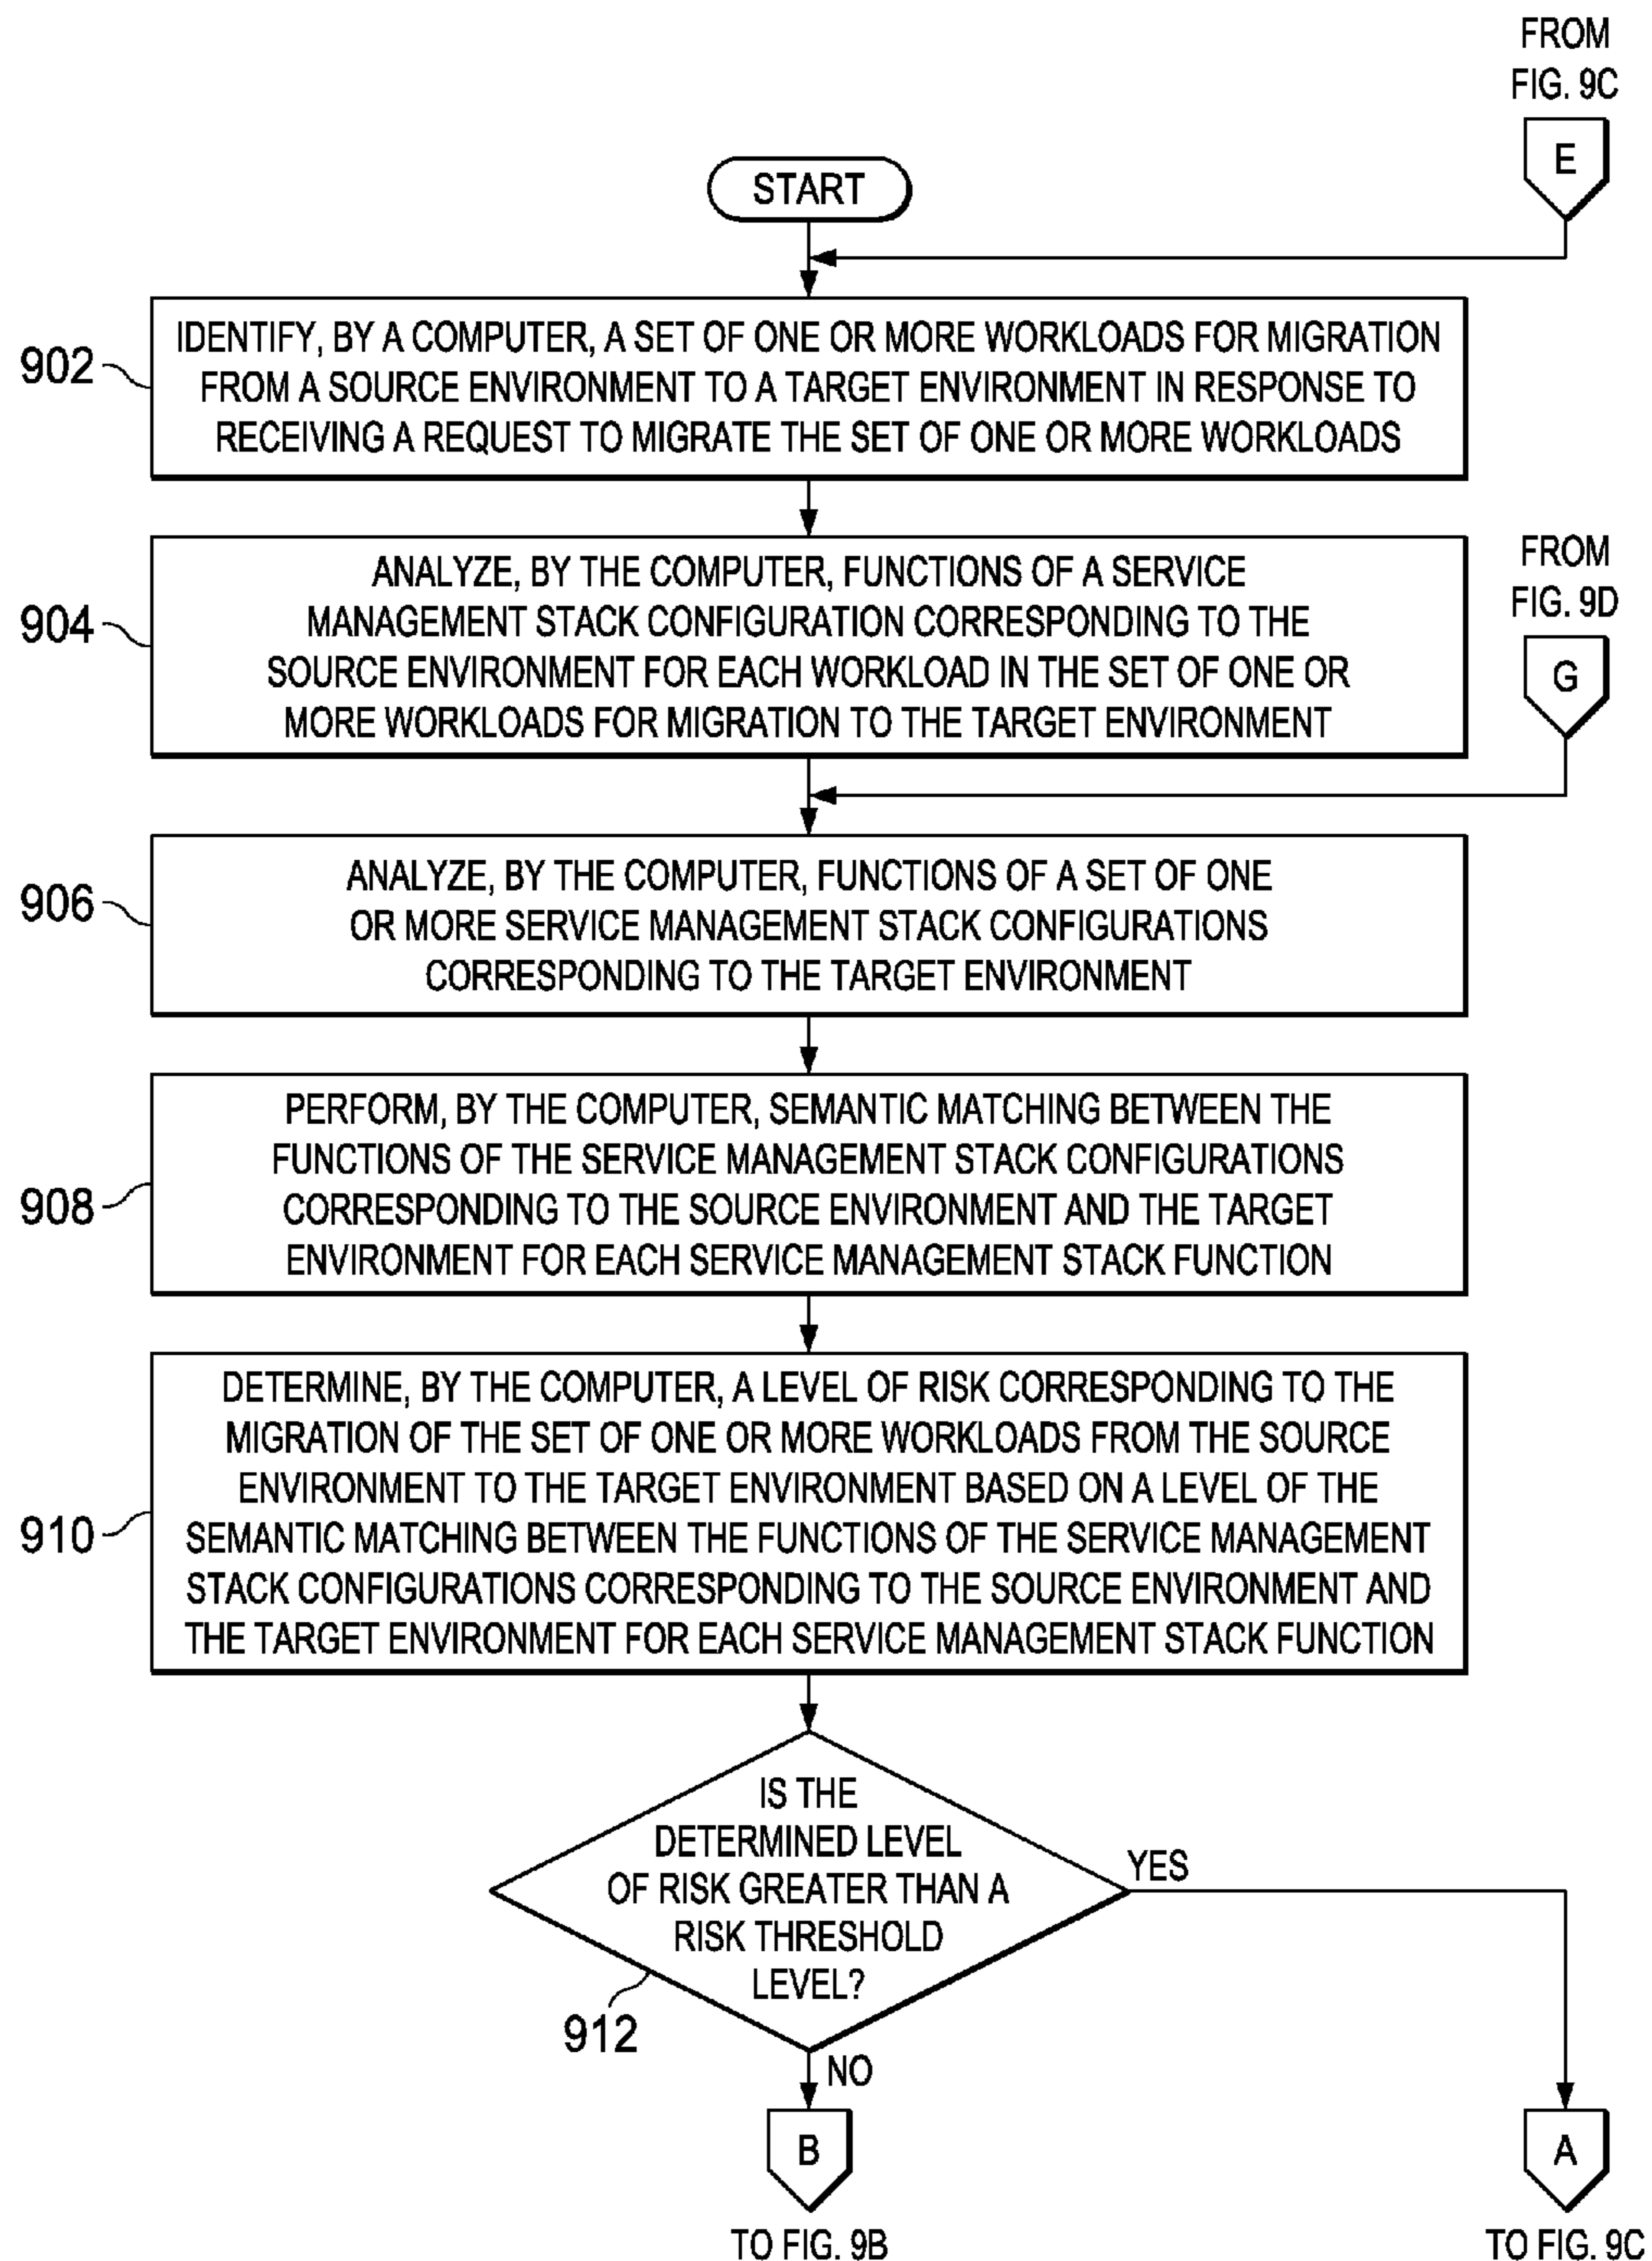 FROM
FIG. 9C
E
START
902
IDENTIFY, BY A COMPUTER, A SET OF ONE OR MORE WORKLOADS FOR MIGRATION
FROM A SOURCE ENVIRONMENT TO A TARGET ENVIRONMENT IN RESPONSE TO
RECEIVING A REQUEST TO MIGRATE THE SET OF ONE OR MORE WORKLOADS
904
ANALYZE, BY THE COMPUTER, FUNCTIONS OF A SERVICE
MANAGEMENT STACK CONFIGURATION CORRESPONDING TO THE
SOURCE ENVIRONMENT FOR EACH WORKLOAD IN THE SET OF ONE OR
MORE WORKLOADS FOR MIGRATION TO THE TARGET ENVIRONMENT
FROM
FIG. 9D
G
906
ANALYZE, BY THE COMPUTER, FUNCTIONS OF A SET OF ONE
OR MORE SERVICE MANAGEMENT STACK CONFIGURATIONS
CORRESPONDING TO THE TARGET ENVIRONMENT
908
PERFORM, BY THE COMPUTER, SEMANTIC MATCHING BETWEEN THE
FUNCTIONS OF THE SERVICE MANAGEMENT STACK CONFIGURATIONS
CORRESPONDING TO THE SOURCE ENVIRONMENT AND THE TARGET
ENVIRONMENT FOR EACH SERVICE MANAGEMENT STACK FUNCTION
910
DETERMINE, BY THE COMPUTER, A LEVEL OF RISK CORRESPONDING TO THE
MIGRATION OF THE SET OF ONE OR MORE WORKLOADS FROM THE SOURCE
ENVIRONMENT TO THE TARGET ENVIRONMENT BASED ON A LEVEL OF THE
SEMANTIC MATCHING BETWEEN THE FUNCTIONS OF THE SERVICE MANAGEMENT
STACK CONFIGURATIONS CORRESPONDING TO THE SOURCE ENVIRONMENT AND
THE TARGET ENVIRONMENT FOR EACH SERVICE MANAGEMENT STACK FUNCTION
IS THE
DETERMINED LEVEL
OF RISK GREATER THAN A
RISK THRESHOLD
LEVEL?
912
YES
NO
B
TO FIG. 9B
A
TO FIG. 9C